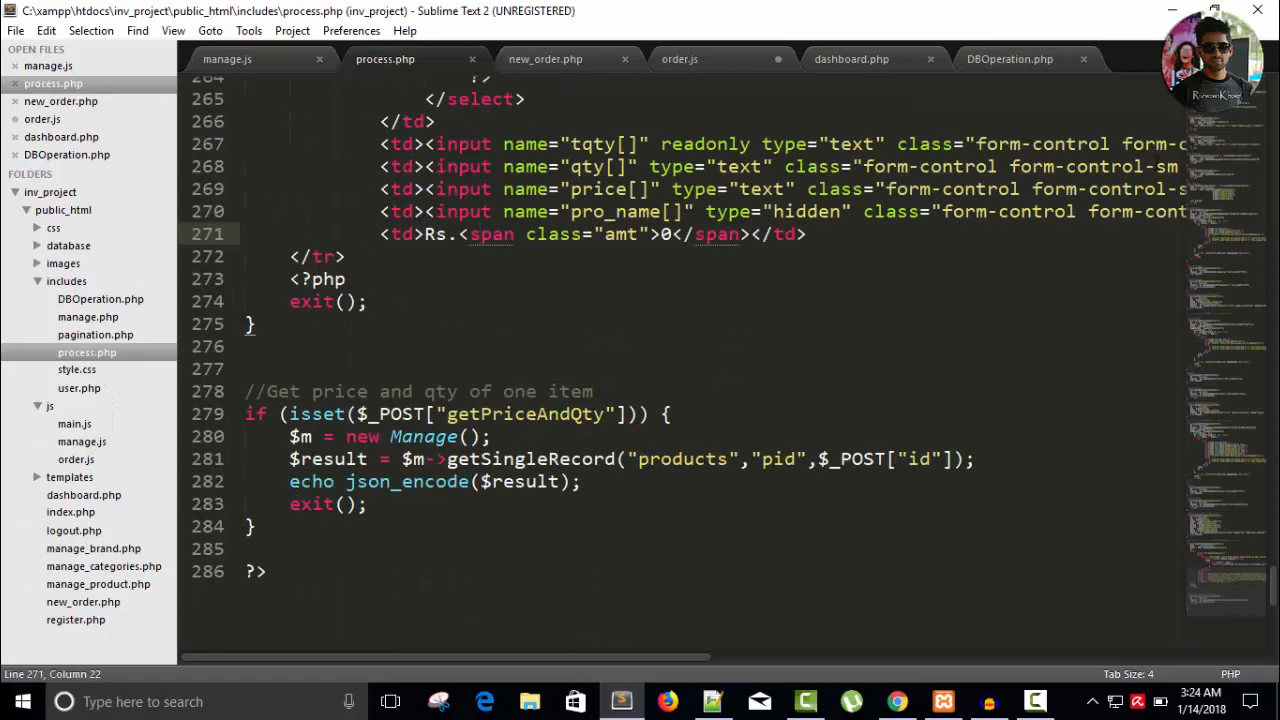 C:\xampp\htdocs\inv_project\public_html\includes\process.php (inv_project) - Sublime Text 2 (UNREGISTERED)
File Edit Selection Find View Goto Tools Project Preferences Help
OPEN FILES
manage.js
process.php
new_order.php
order.js
dashboard.php
DBOperation.php
FOLDERS
inv_project
public_html
css
database
images
includes
DBOperation.php
manage.php
pagination.php
process.php
style.css
user.php
js
main.js
manage.js
order.js
templates
dashboard.php
index.php
logout.php
manage_brand.php
manage_categories.php
manage_product.php
new_order.php
register.php
manage.js process.php new_order.php order.js dashboard.php DBOperation.php
264 ?>
265 </select>
266 </td>
267 <td><input name="tqty[]" readonly type="text" class="form-control form-c
268 <td><input name="qty[]" type="text" class="form-control form-control-sm
269 <td><input name="price[]" type="text" class="form-control form-control-s
270 <td><input name="pro_name[]" type="hidden" class="form-control form-cont
271 <td>Rs.<span class="amt">0</span></td>
272 </tr>
273 <?php
274 exit();
275 }
276
277
278 //Get price and qty of one item
279 if (isset($_POST["getPriceAndQty"])) {
280 $m = new Manage();
281 $result = $m->getSingleRecord("products","pid",$_POST["id"]);
282 echo json_encode($result);
283 exit();
284 }
285
286 ?>
Line 271, Column 22
Tab Size: 4
PHP
Type here to search
3:24 AM
1/14/2018